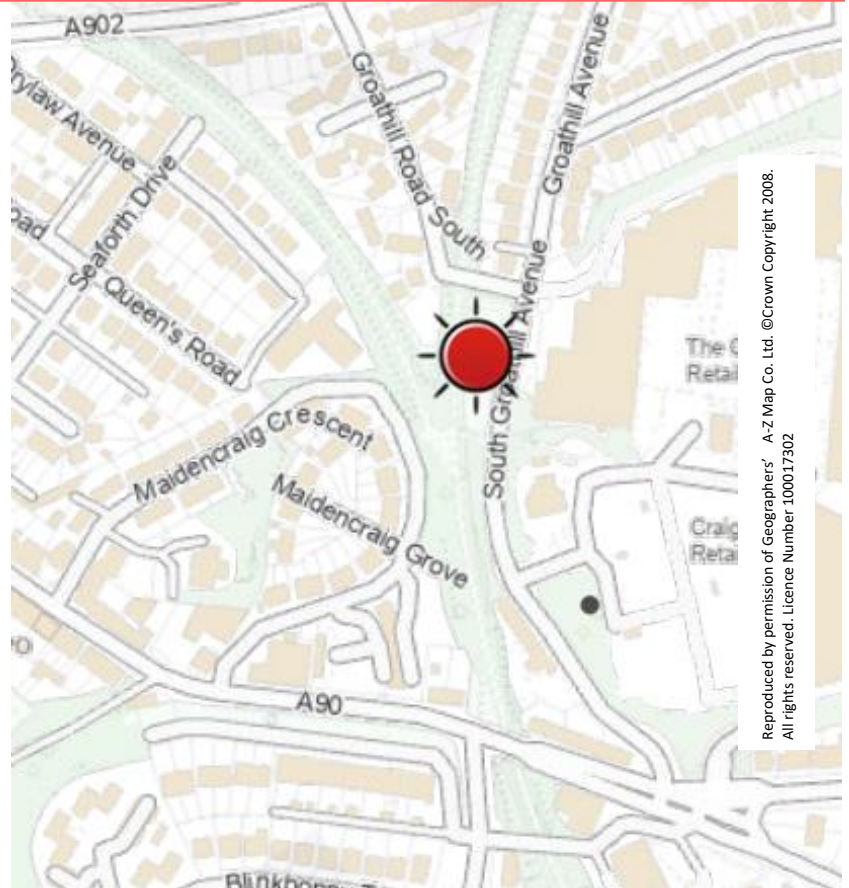 A902
Drylaw Avenue
Groathill Road South
Groathill Avenue
Seaforth Drive
Queen's Road
South Groathill Avenue
The
Maidencraig Crescent
Maidencraig Grove
A90
Reproduced by permission of Geographers' A-Z Map Co. Ltd. ©Crown Copyright 2008.
All rights reserved. Licence Number 100017302